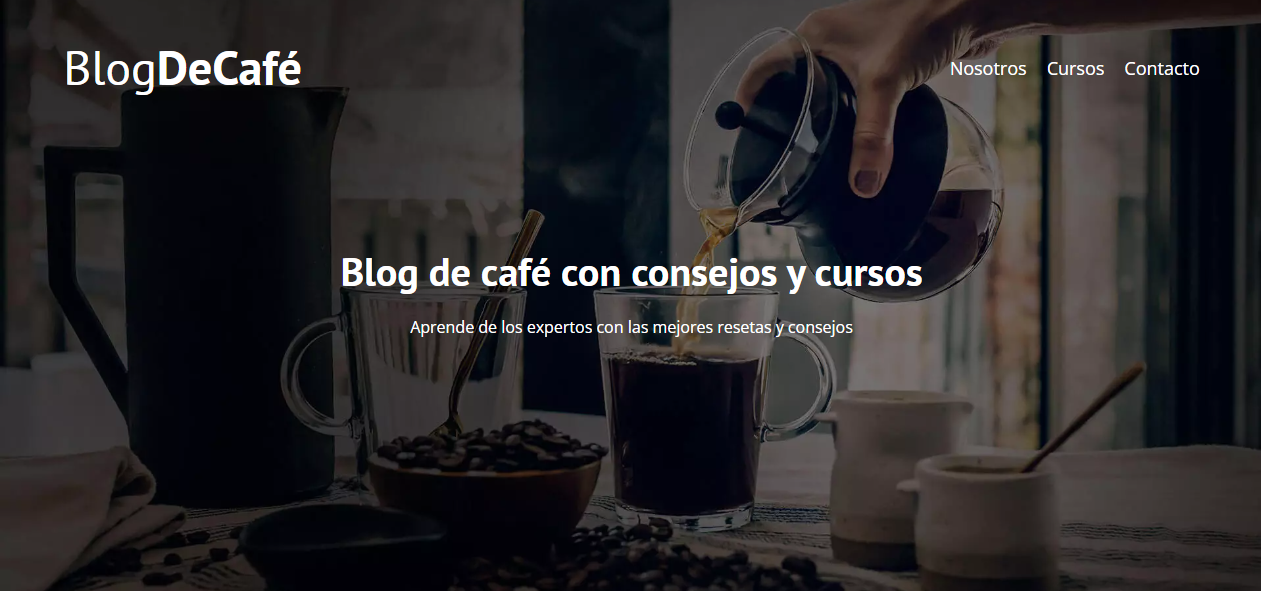 BlogDeCafé
Nosotros Cursos Contacto
Blog de café con consejos y cursos
Aprende de los expertos con las mejores resetas y consejos